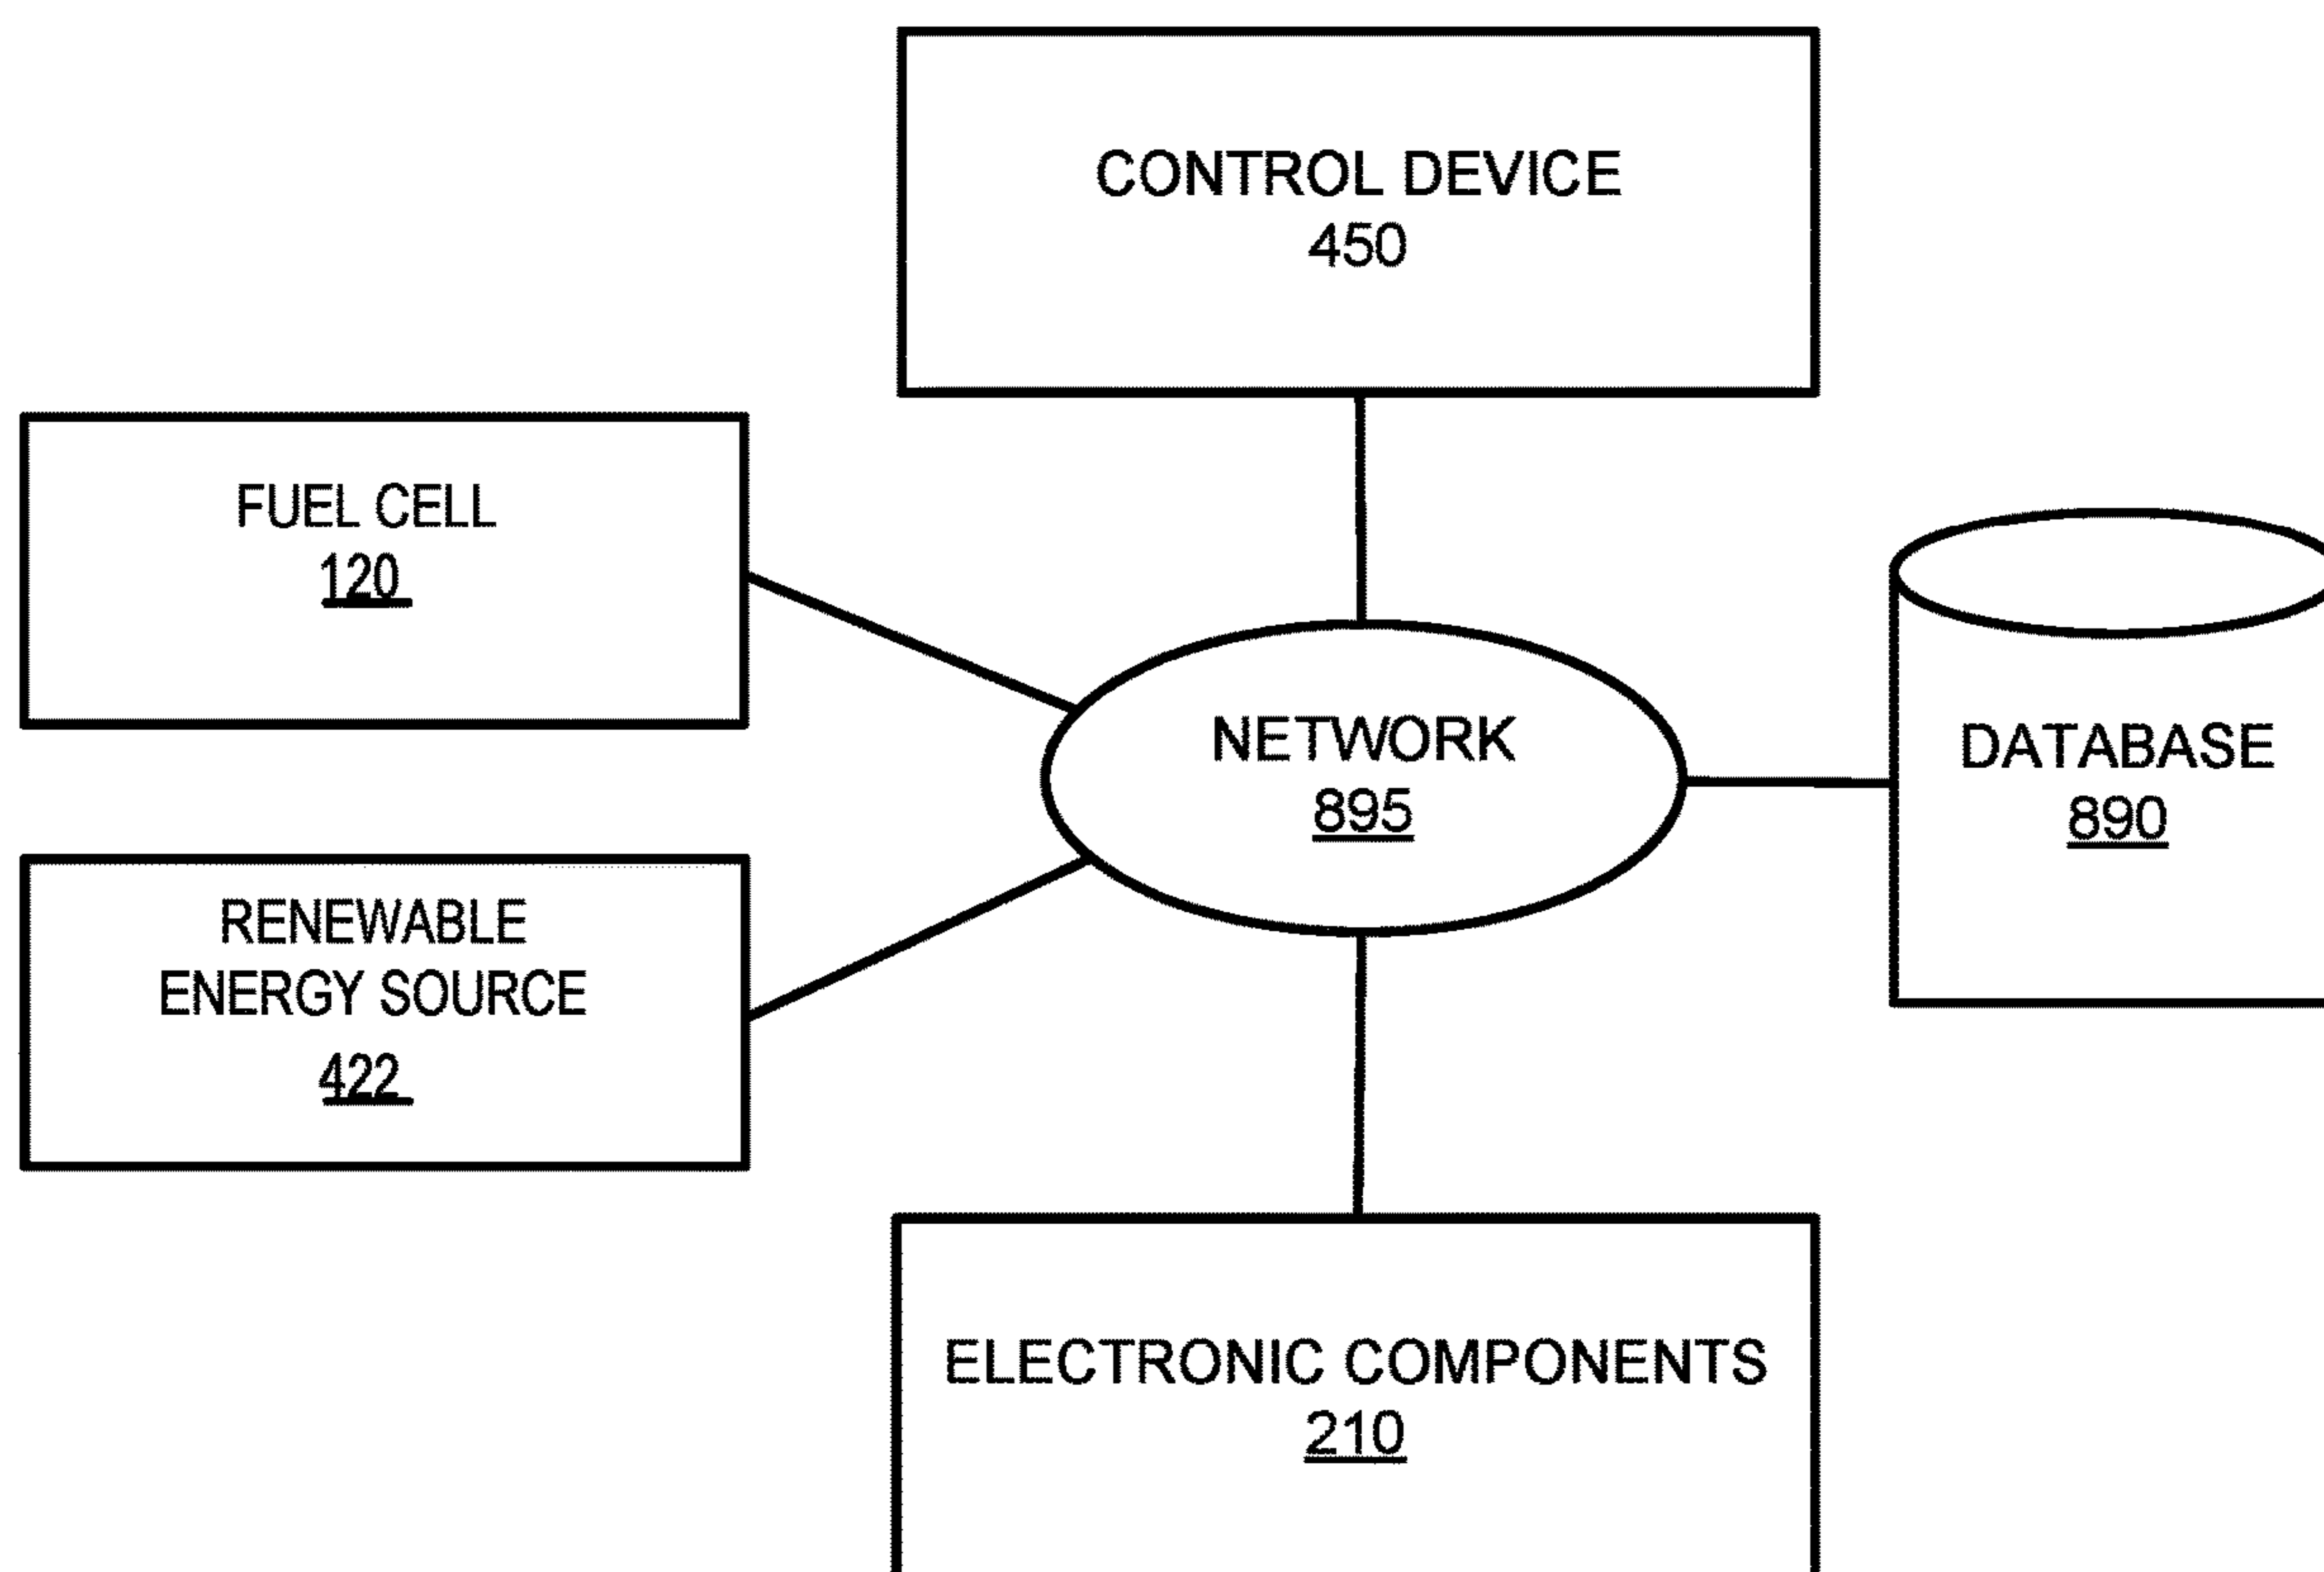 CONTROL DEVICE
450
FUEL CELL
120
NETWORK
895
DATABASE
890
RENEWABLE
ENERGY SOURCE
422
ELECTRONIC COMPONENTS
210